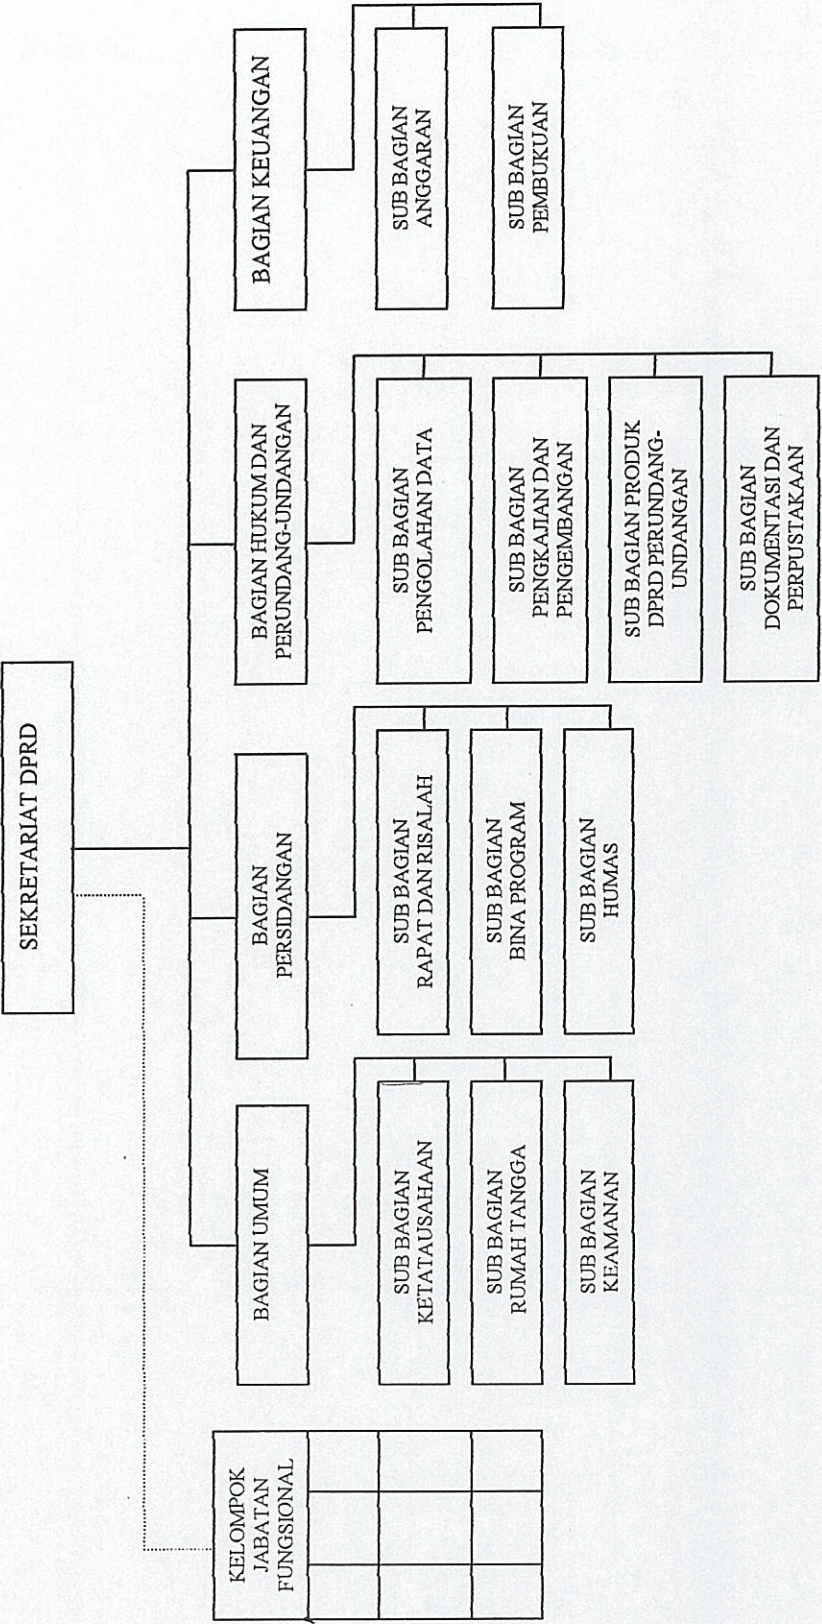 SEKRETARIAT DPRD
KELOMPOK
JABATAN
FUNGSIONAL
BAGIAN UMUM
SUB BAGIAN
KETATAUSAHAAN
SUB BAGIAN
RUMAH TANGGA
SUB BAGIAN
KEAMANAN
BAGIAN
PERSIDANGAN
SUB BAGIAN
RAPAT DAN RISALAH
SUB BAGIAN
BINA PROGRAM
SUB BAGIAN
HUMAS
BAGIAN HUKUM DAN
PERUNDANG-UNDANGAN
SUB BAGIAN
PENGOLAHAN DATA
SUB BAGIAN
PENGKAJIAN DAN
PENGEMBANGAN
SUB BAGIAN PRODUK
DPRD PERUNDANG-
UNDANGAN
SUB BAGIAN
DOKUMENTASI DAN
PERPUSTAKAAN
BAGIAN KEUANGAN
SUB BAGIAN
ANGGARAN
SUB BAGIAN
PEMBUKUAN